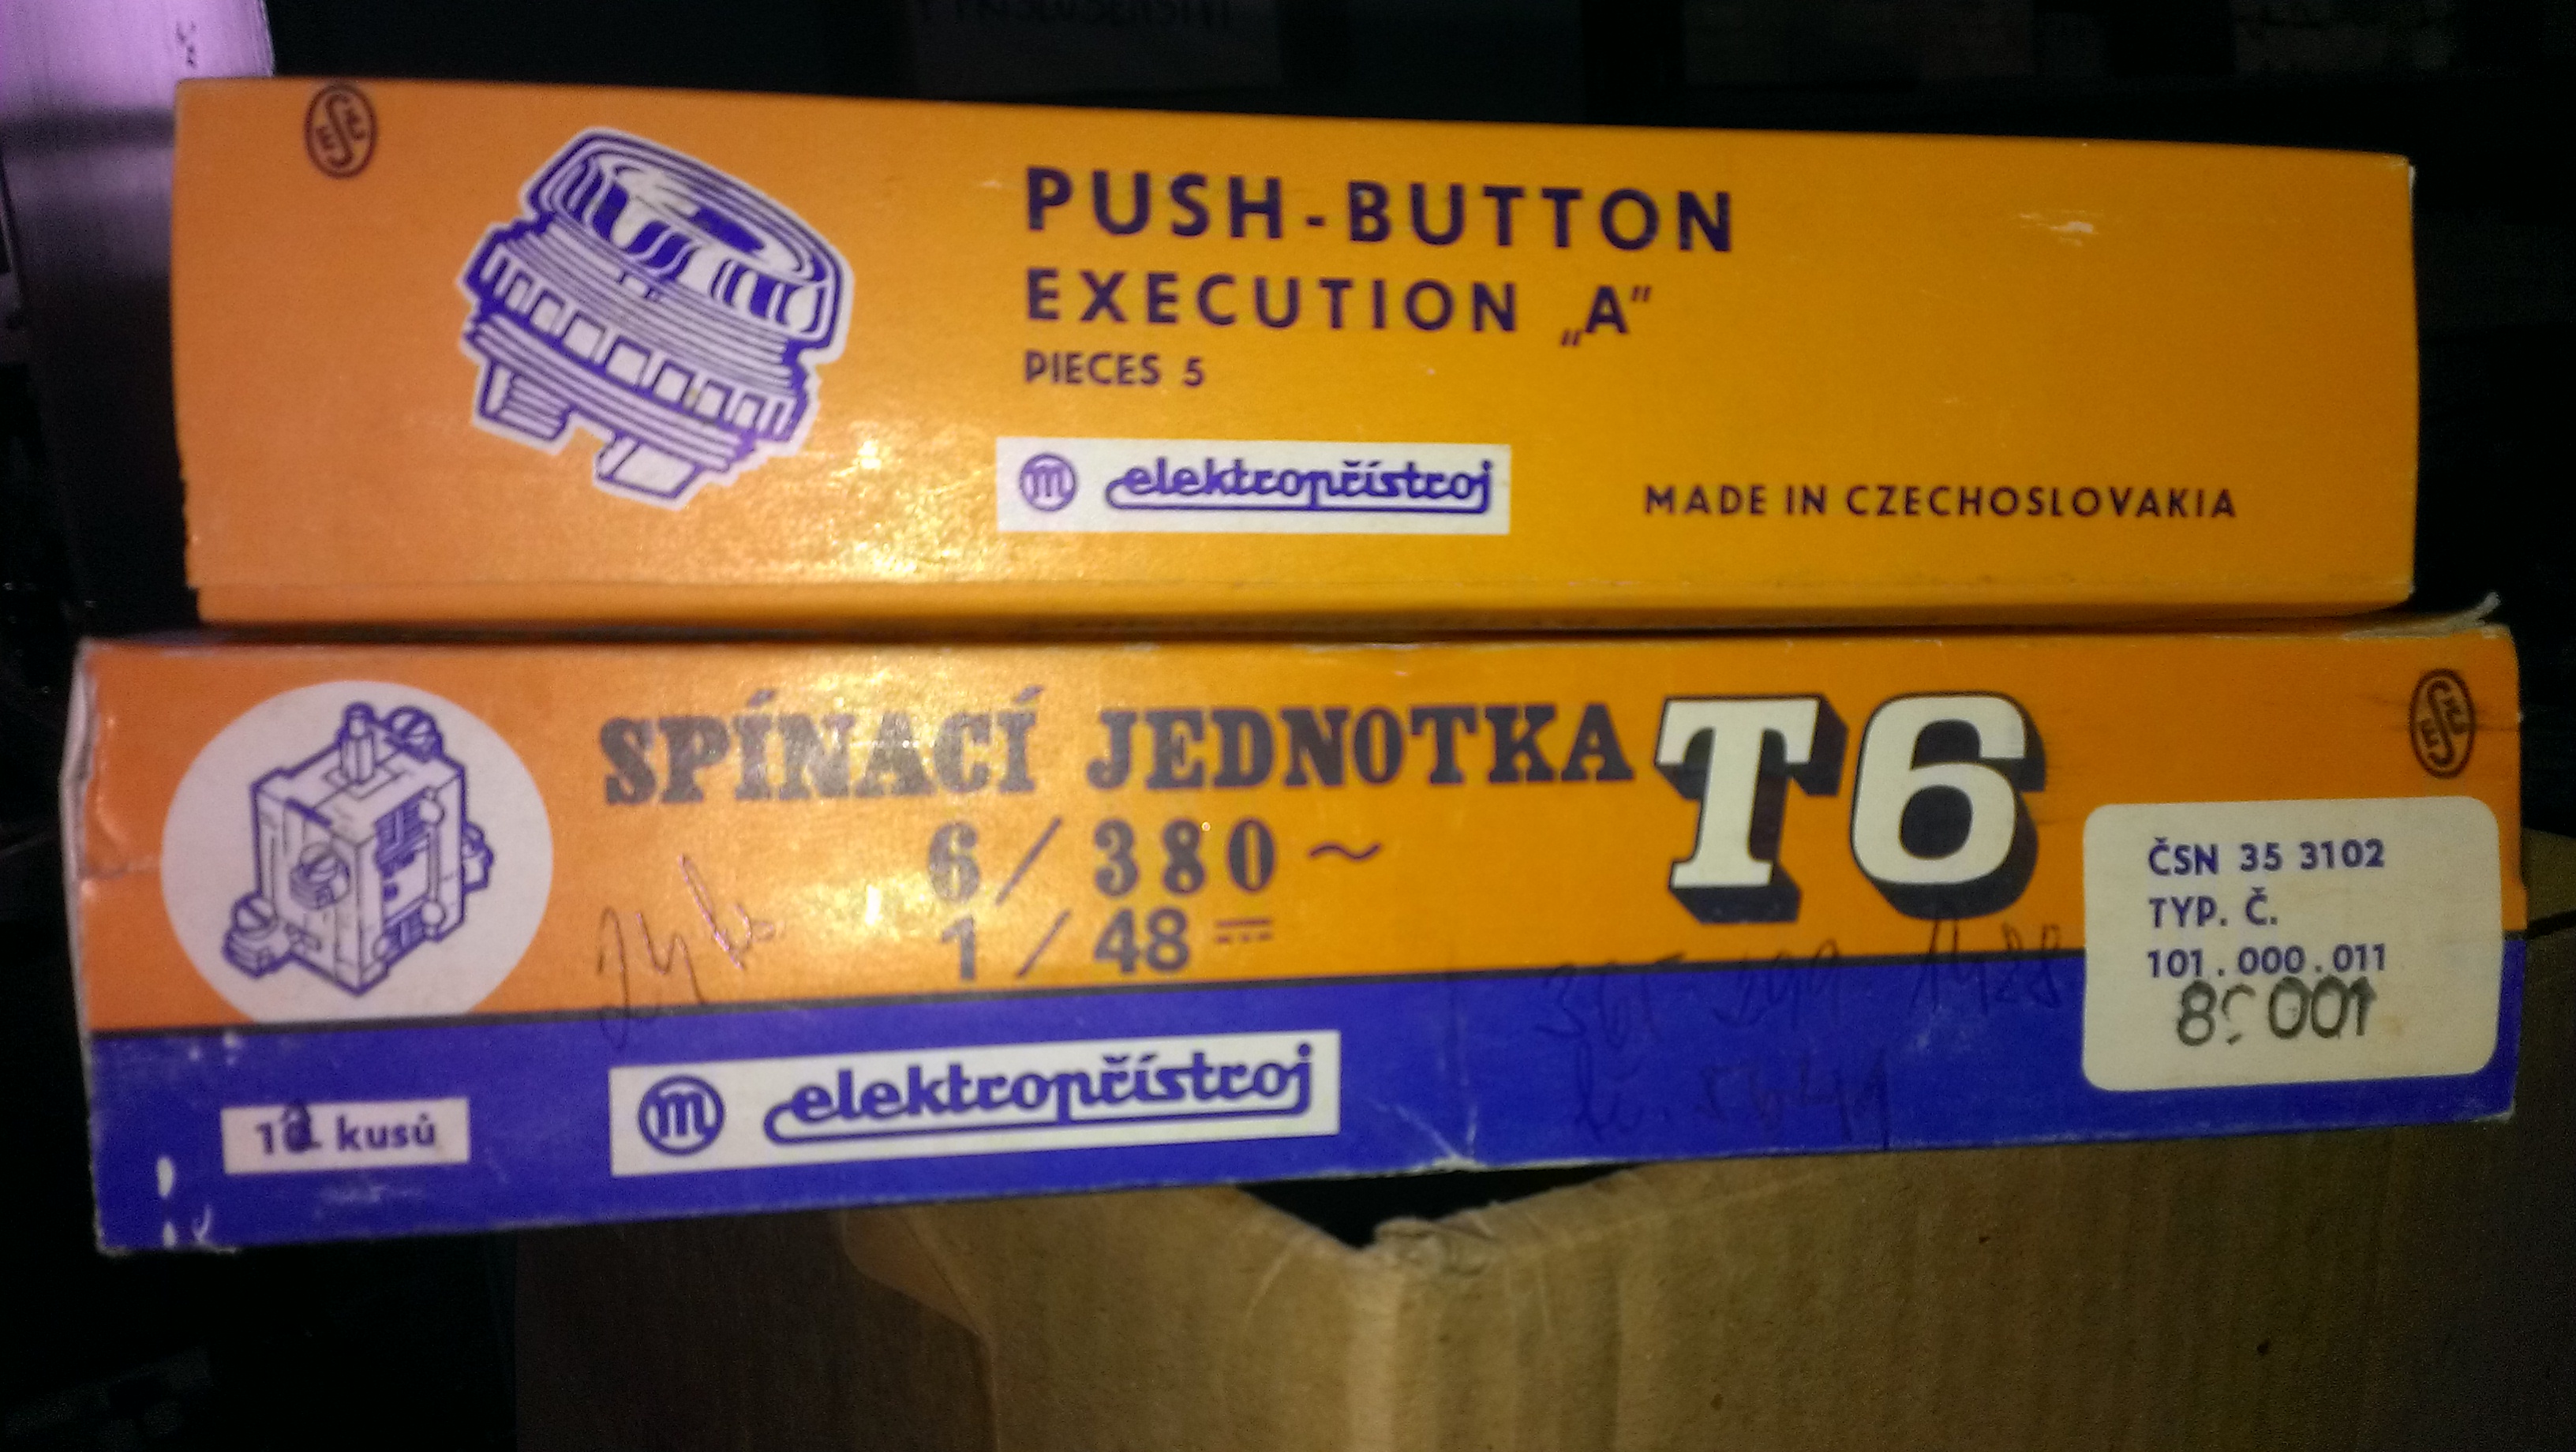 PUSH-BUTTON
EXECUTION „A"
PIECES 5
m elektropřístroj
MADE IN CZECHOSLOVAKIA
SPÍNACÍ JEDNOTKA T6
6 / 380 ~
1 / 48 ⎓
ČSN 35 3102
TYP. Č.
101.000.011
kusů
m elektropřístroj